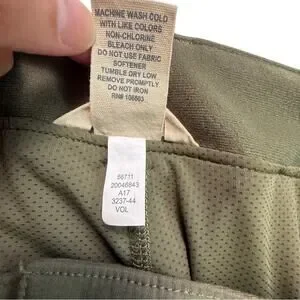 MACHINE WASH COLD
WITH LIKE COLORS
NON-CHLORINE
BLEACH ONLY
DO NOT USE FABRIC
SOFTENER
TUMBLE DRY LOW
REMOVE PROMPTLY
DO NOT IRON
RN# 106603
66711
20046843
A17
3237-44
VOL